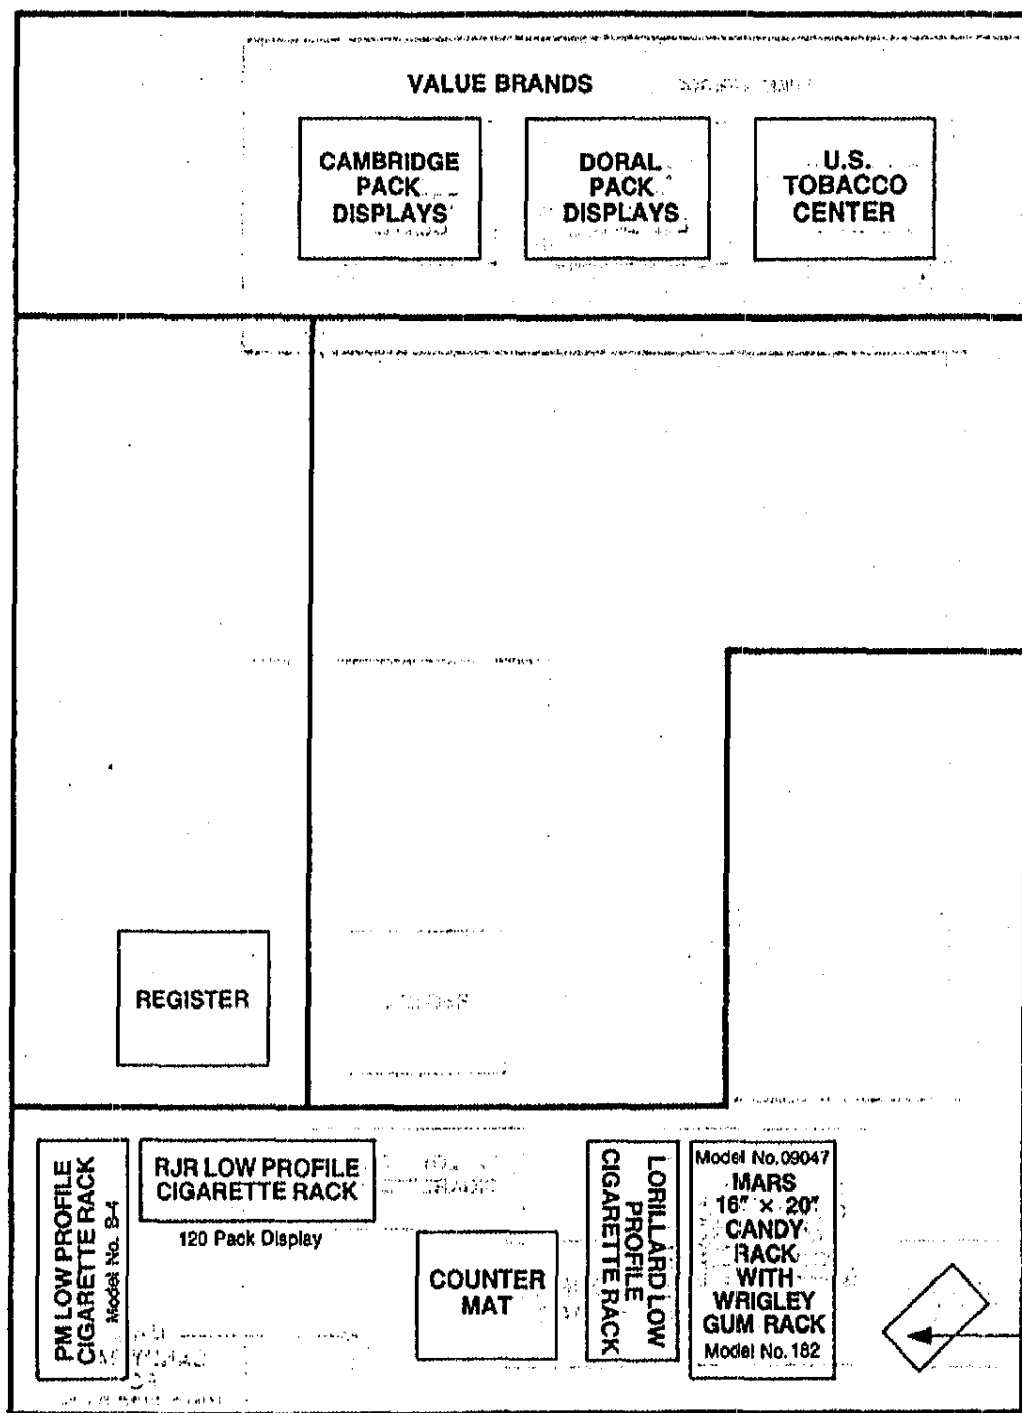 VALUE BRANDS
CAMBRIDGE
PACK
DISPLAYS
DORAL
PACK
DISPLAYS
U.S.
TOBACCO
CENTER
REGISTER
PM LOW PROFILE
CIGARETTE RACK
Model No. B-4
RJR LOW PROFILE
CIGARETTE RACK
120 Pack Display
COUNTER
MAT
LORILLARD LOW
PROFILE
CIGARETTE RACK
Model No. 09047
MARS
16" × 20"
CANDY
RACK
WITH
WRIGLEY
GUM RACK
Model No. 182